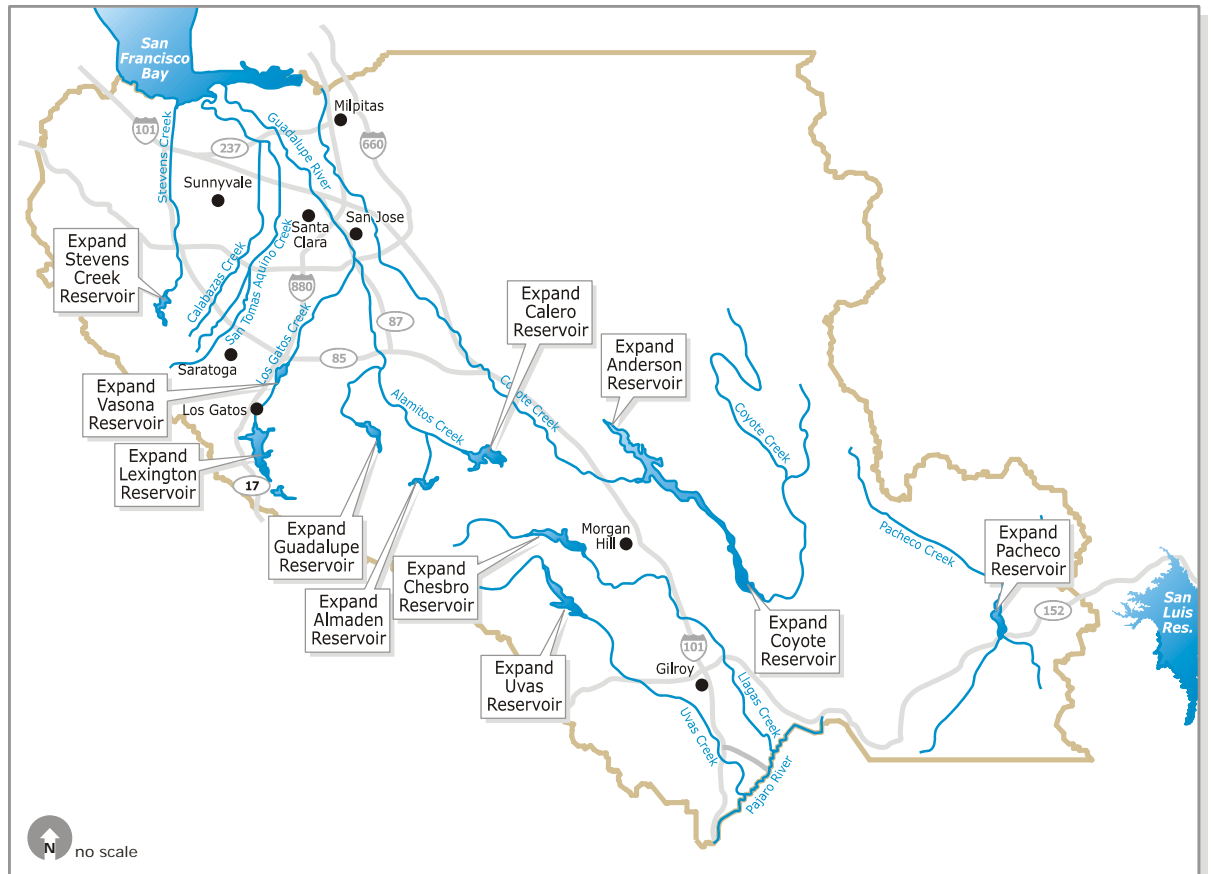 San
Francisco
Bay
Milpitas
101
237
660
Stevens Creek
Guadalupe River
Sunnyvale
Santa
Clara
San Jose
Expand
Stevens
Creek
Reservoir
Calabazas Creek
San Tomas Aquino Creek
880
Expand
Calero
Reservoir
87
85
Los Gatos Creek
Saratoga
Expand
Anderson
Reservoir
Expand
Vasona
Reservoir
Los Gatos
Alamitos Creek
Coyote Creek
Coyote Creek
Expand
Lexington
Reservoir
17
Expand
Guadalupe
Reservoir
Morgan
Hill
Pacheco Creek
Expand
Pacheco
Reservoir
Expand
Chesbro
Reservoir
Expand
Almaden
Reservoir
San
Luis
Res.
152
Expand
Coyote
Reservoir
101
Expand
Uvas
Reservoir
Gilroy
Llagas Creek
Uvas Creek
Pajaro River
N
no scale